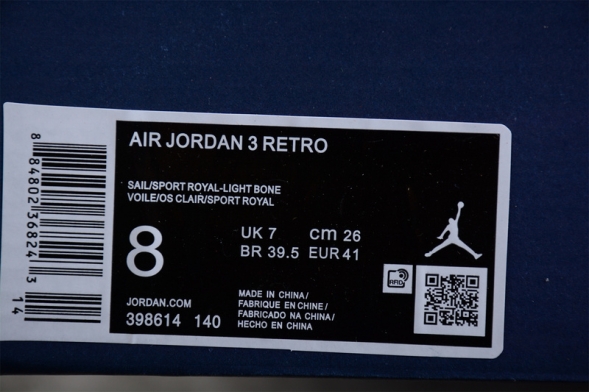 AIR JORDAN 3 RETRO
SAIL/SPORT ROYAL-LIGHT BONE
VOILE/OS CLAIR/SPORT ROYAL
8
UK 7 cm 26
BR 39.5 EUR 41
JORDAN.COM
398614 140
MADE IN CHINA/
FABRIQUE EN CHINE/
FABRICADO NA CHINA/
HECHO EN CHINA
RFID
8 84802 36824 3
14